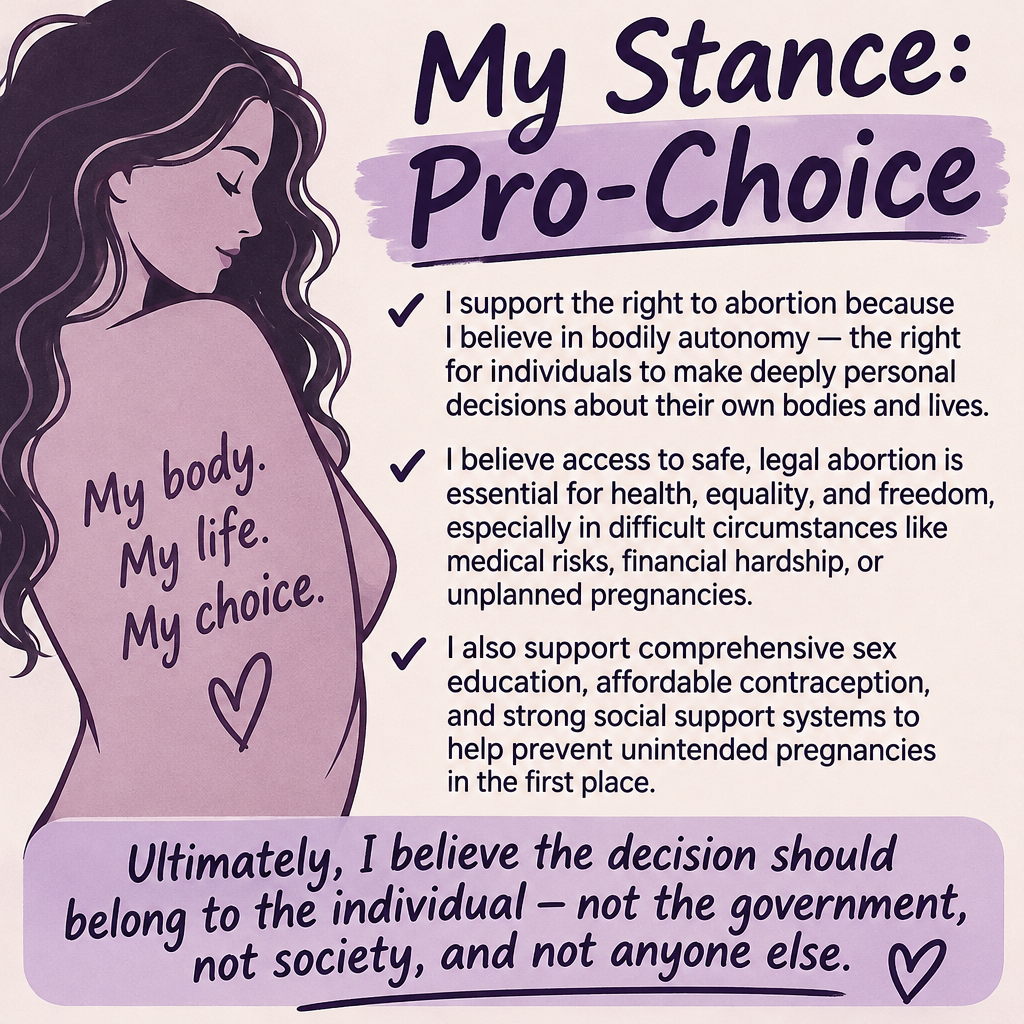 My Stance:
Pro-Choice
✓ I support the right to abortion because
I believe in bodily autonomy — the right
for individuals to make deeply personal
decisions about their own bodies and lives.
✓ I believe access to safe, legal abortion is
essential for health, equality, and freedom,
especially in difficult circumstances like
medical risks, financial hardship, or
unplanned pregnancies.
✓ I also support comprehensive sex
education, affordable contraception,
and strong social support systems to
help prevent unintended pregnancies
in the first place.
My body.
My life.
My choice.
Ultimately, I believe the decision should
belong to the individual – not the government,
not society, and not anyone else.